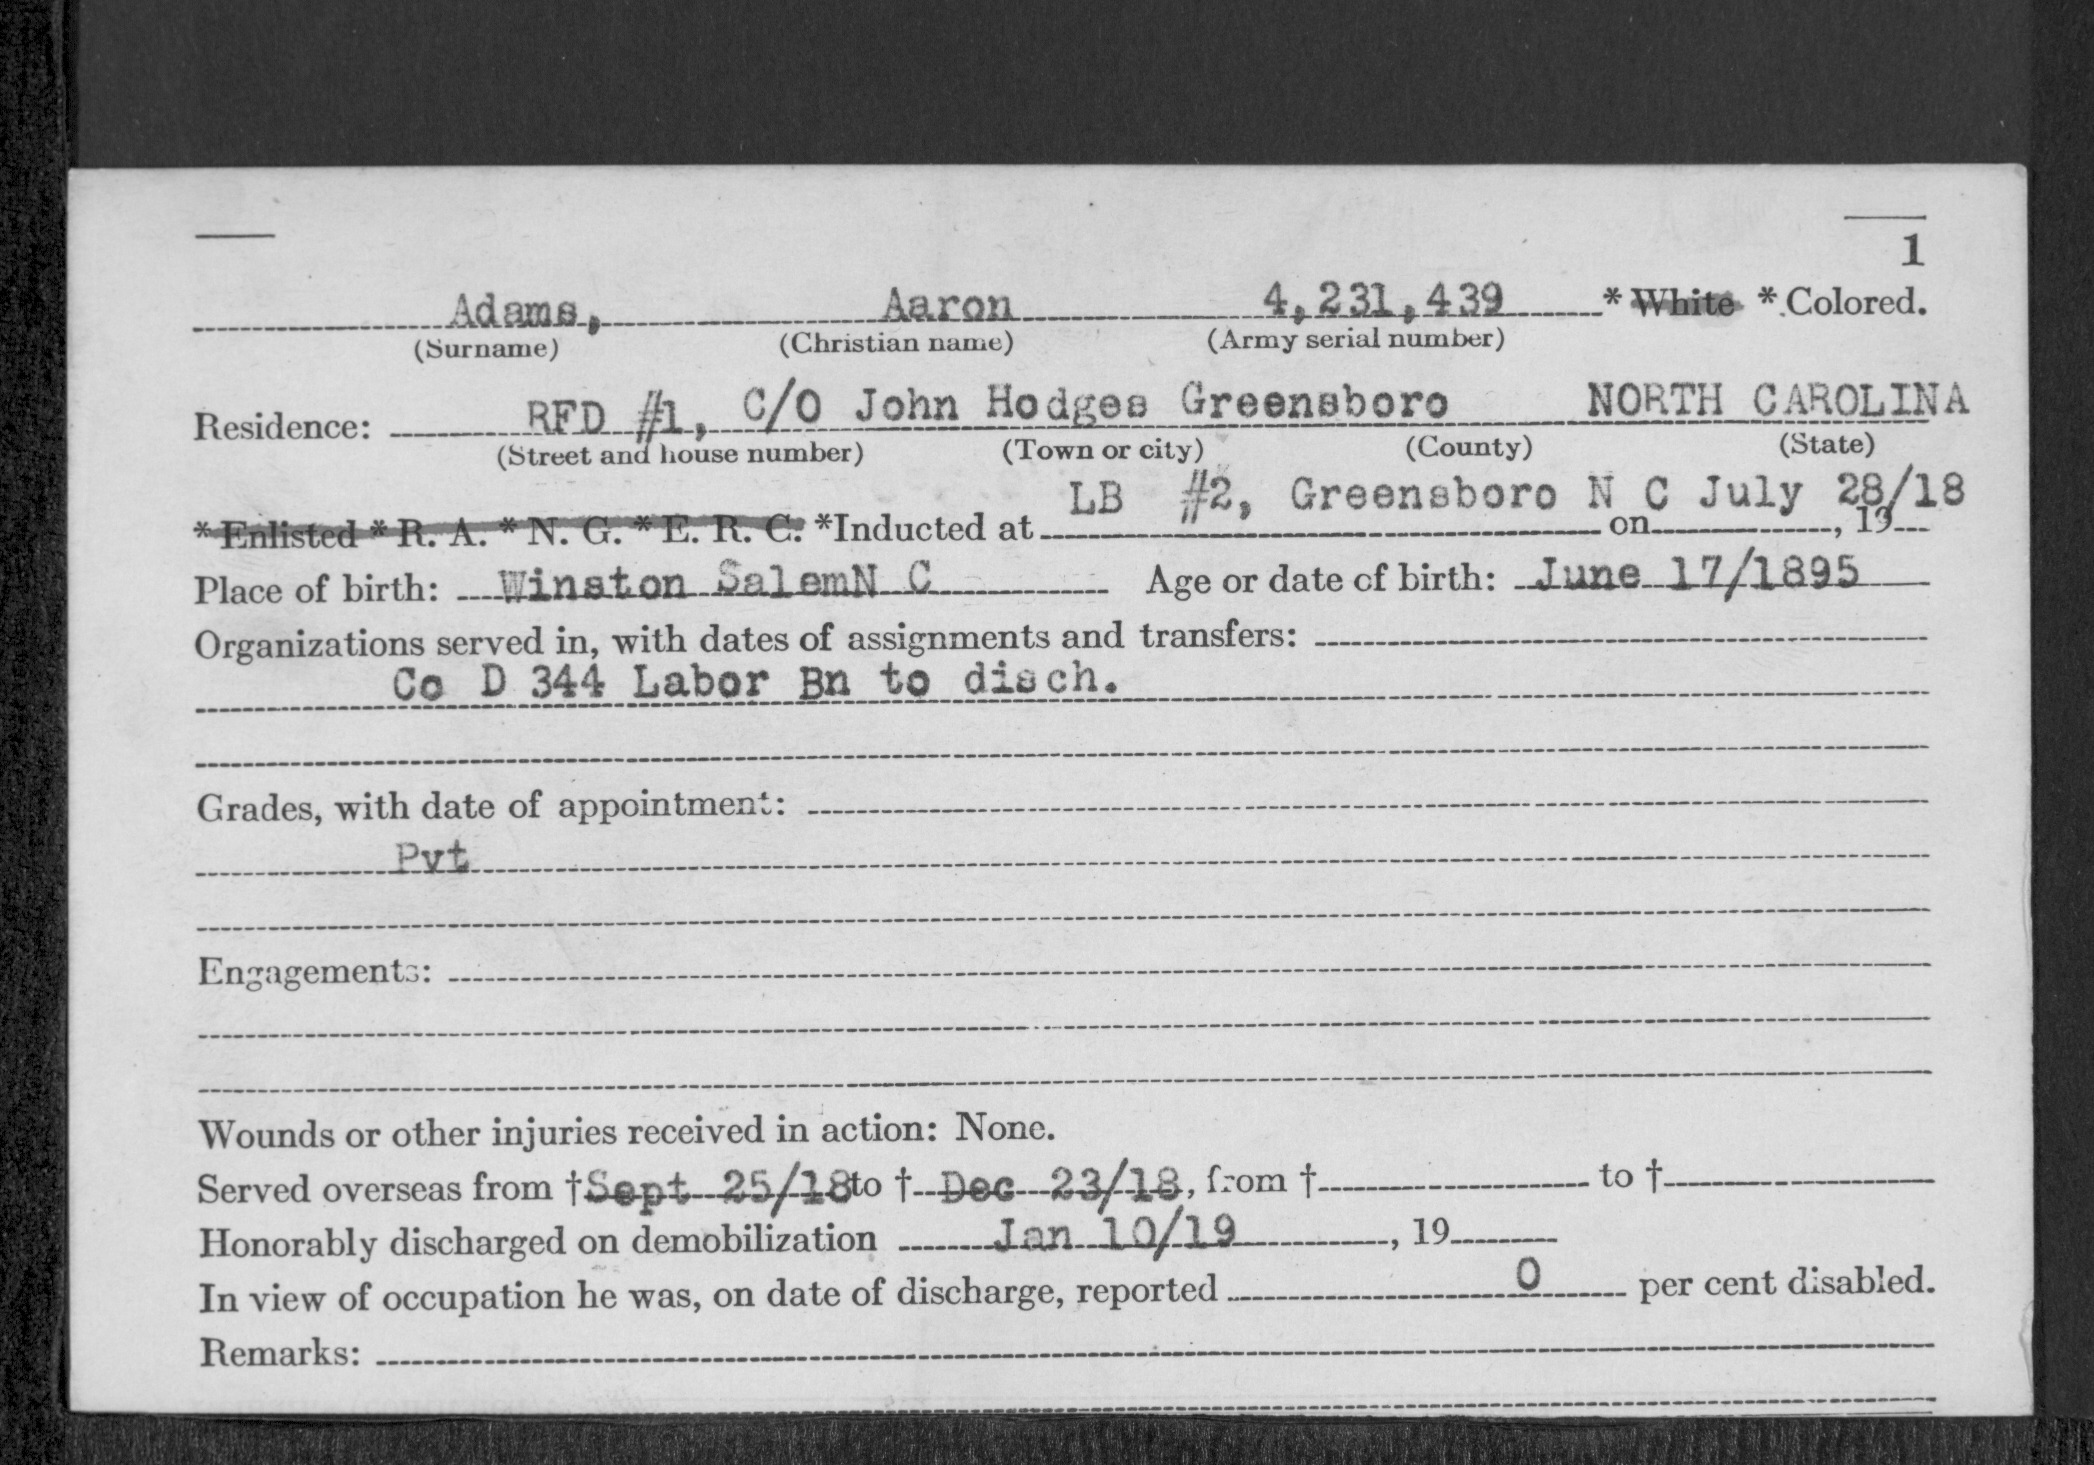 1
Adams, Aaron 4,231,439 * White * Colored.
(Surname) (Christian name) (Army serial number)
Residence: RFD #1, C/O John Hodges Greensboro NORTH CAROLINA
(Street and house number) (Town or city) (County) (State)
LB #2, Greensboro N C July 28/18
* Enlisted * R. A. * N. G. * E. R. C. *Inducted at on , 19
Place of birth: Winston SalemN C Age or date of birth: June 17/1895
Organizations served in, with dates of assignments and transfers:
Co D 344 Labor Bn to disch.
Grades, with date of appointment:
Pvt
Engagements:
Wounds or other injuries received in action: None.
Served overseas from † Sept 25/18 to † Dec 23/18, from † to †
Honorably discharged on demobilization Jan 10/19 , 19
In view of occupation he was, on date of discharge, reported 0 per cent disabled.
Remarks: